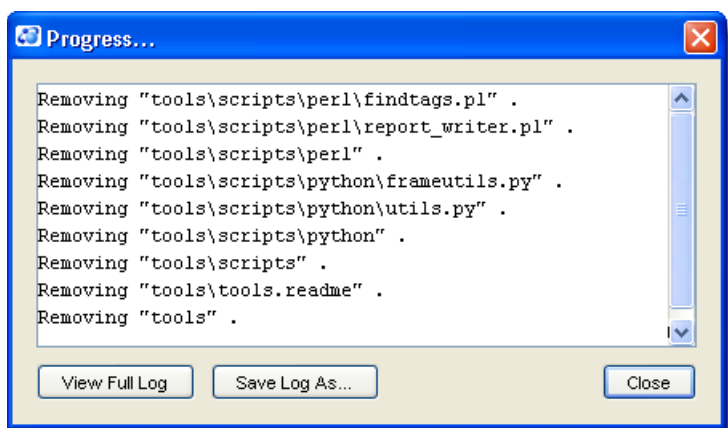 Progress...
Removing "tools\scripts\perl\findtags.pl" .
Removing "tools\scripts\perl\report_writer.pl" .
Removing "tools\scripts\perl" .
Removing "tools\scripts\python\frameutils.py" .
Removing "tools\scripts\python\utils.py" .
Removing "tools\scripts\python" .
Removing "tools\scripts" .
Removing "tools\tools.readme" .
Removing "tools" .
View Full Log Save Log As... Close